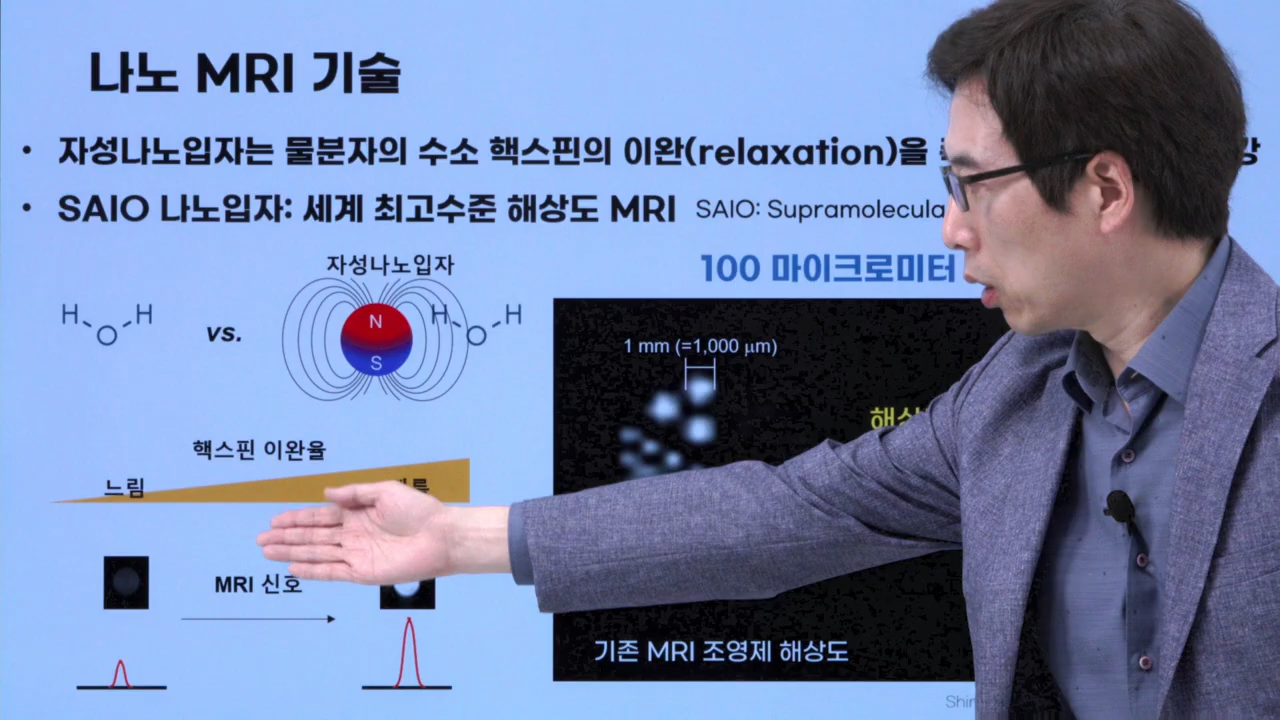 나노 MRI 기술
• 자성나노입자는 물분자의 수소 핵스핀의 이완(relaxation)을
• SAIO 나노입자: 세계 최고수준 해상도 MRI SAIO:
자성나노입자
100 마이크로미터
H H
O
vs.
N
S
H H
O
1 mm (=1,000 μm)
핵스핀 이완율
느림
MRI 신호
기존 MRI 조영제 해상도